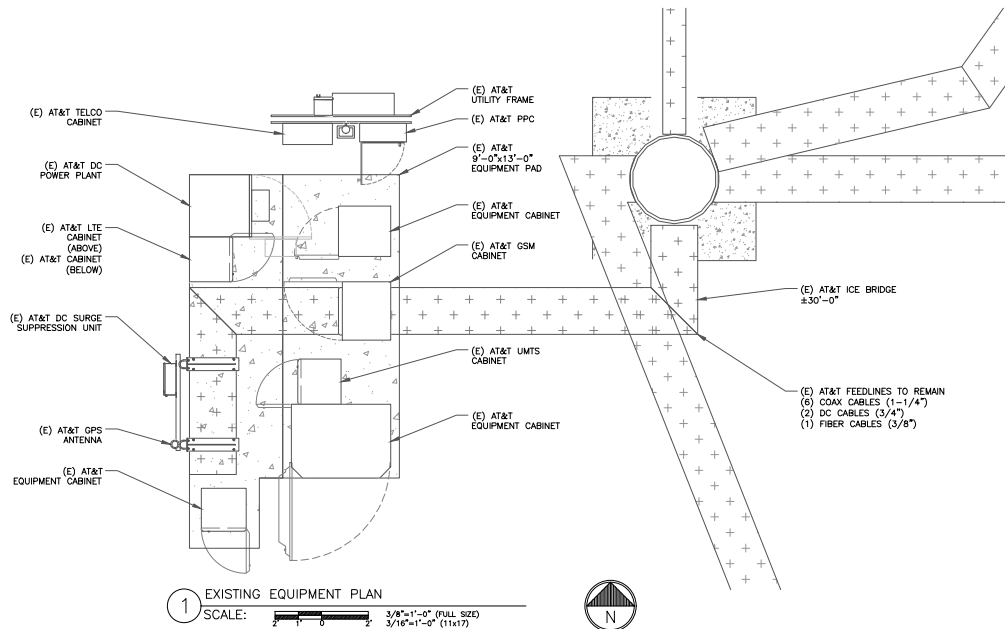 (E) AT&T TELCO
CABINET
(E) AT&T DC
POWER PLANT
(E) AT&T LTE
CABINET
(ABOVE)
(E) AT&T CABINET
(BELOW)
(E) AT&T DC SURGE
SUPPRESSION UNIT
(E) AT&T GPS
ANTENNA
(E) AT&T
EQUIPMENT CABINET
(E) AT&T
UTILITY FRAME
(E) AT&T PPC
(E) AT&T
9'-0"x13'-0"
EQUIPMENT PAD
(E) AT&T
EQUIPMENT CABINET
(E) AT&T GSM
CABINET
(E) AT&T UMTS
CABINET
(E) AT&T
EQUIPMENT CABINET
(E) AT&T ICE BRIDGE
±30'-0"
(E) AT&T FEEDLINES TO REMAIN
(6) COAX CABLES (1-1/4")
(2) DC CABLES (3/4")
(1) FIBER CABLES (3/8")
1
EXISTING EQUIPMENT PLAN
SCALE:
2' 1' 0 2'
3/8"=1'-0" (FULL SIZE)
3/16"=1'-0" (11x17)
N